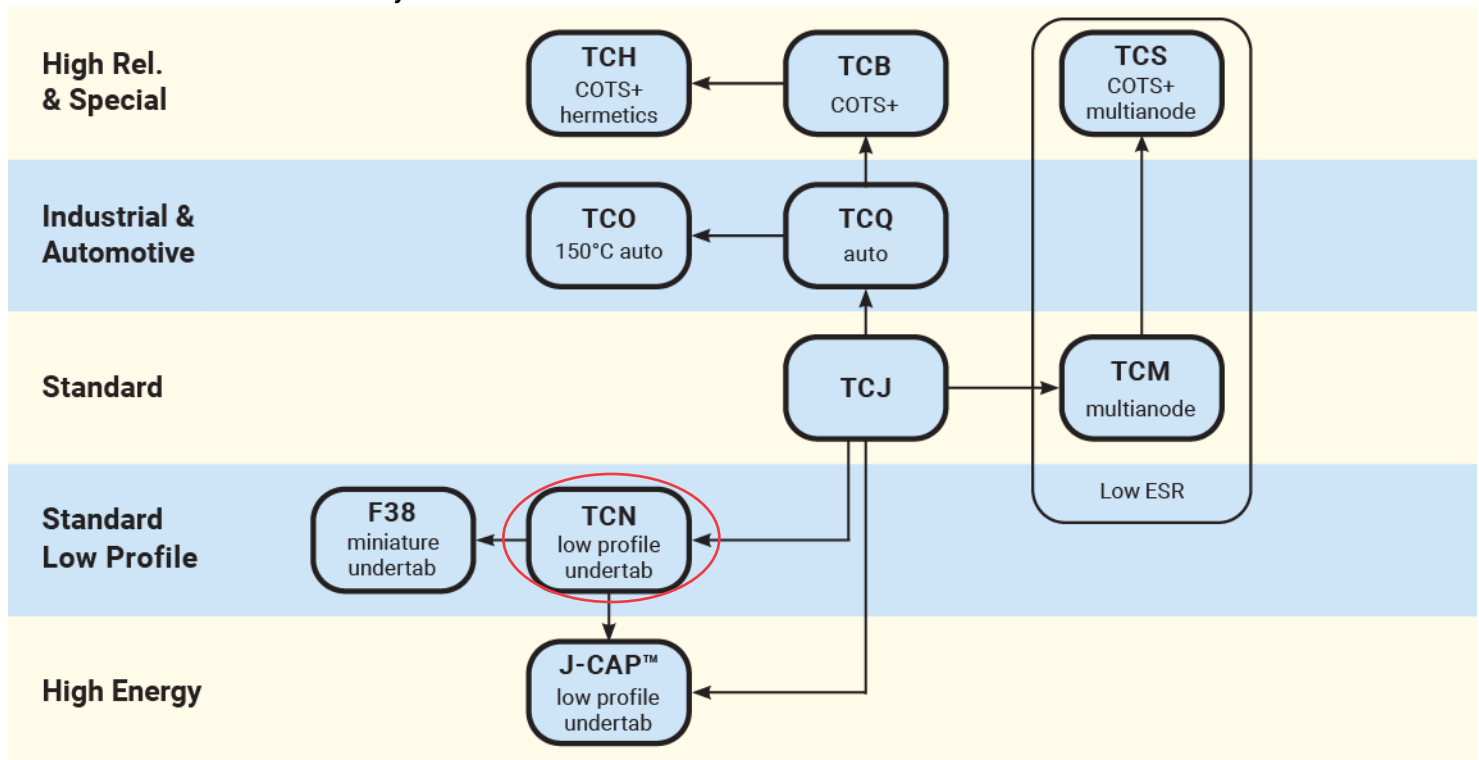 High Rel.
& Special
TCH
COTS+
hermetics
TCB
COTS+
TCS
COTS+
multianode
Industrial &
Automotive
TCO
150°C auto
TCQ
auto
Standard
TCJ
TCM
multianode
Low ESR
Standard
Low Profile
F38
miniature
undertab
TCN
low profile
undertab
High Energy
J-CAP™
low profile
undertab